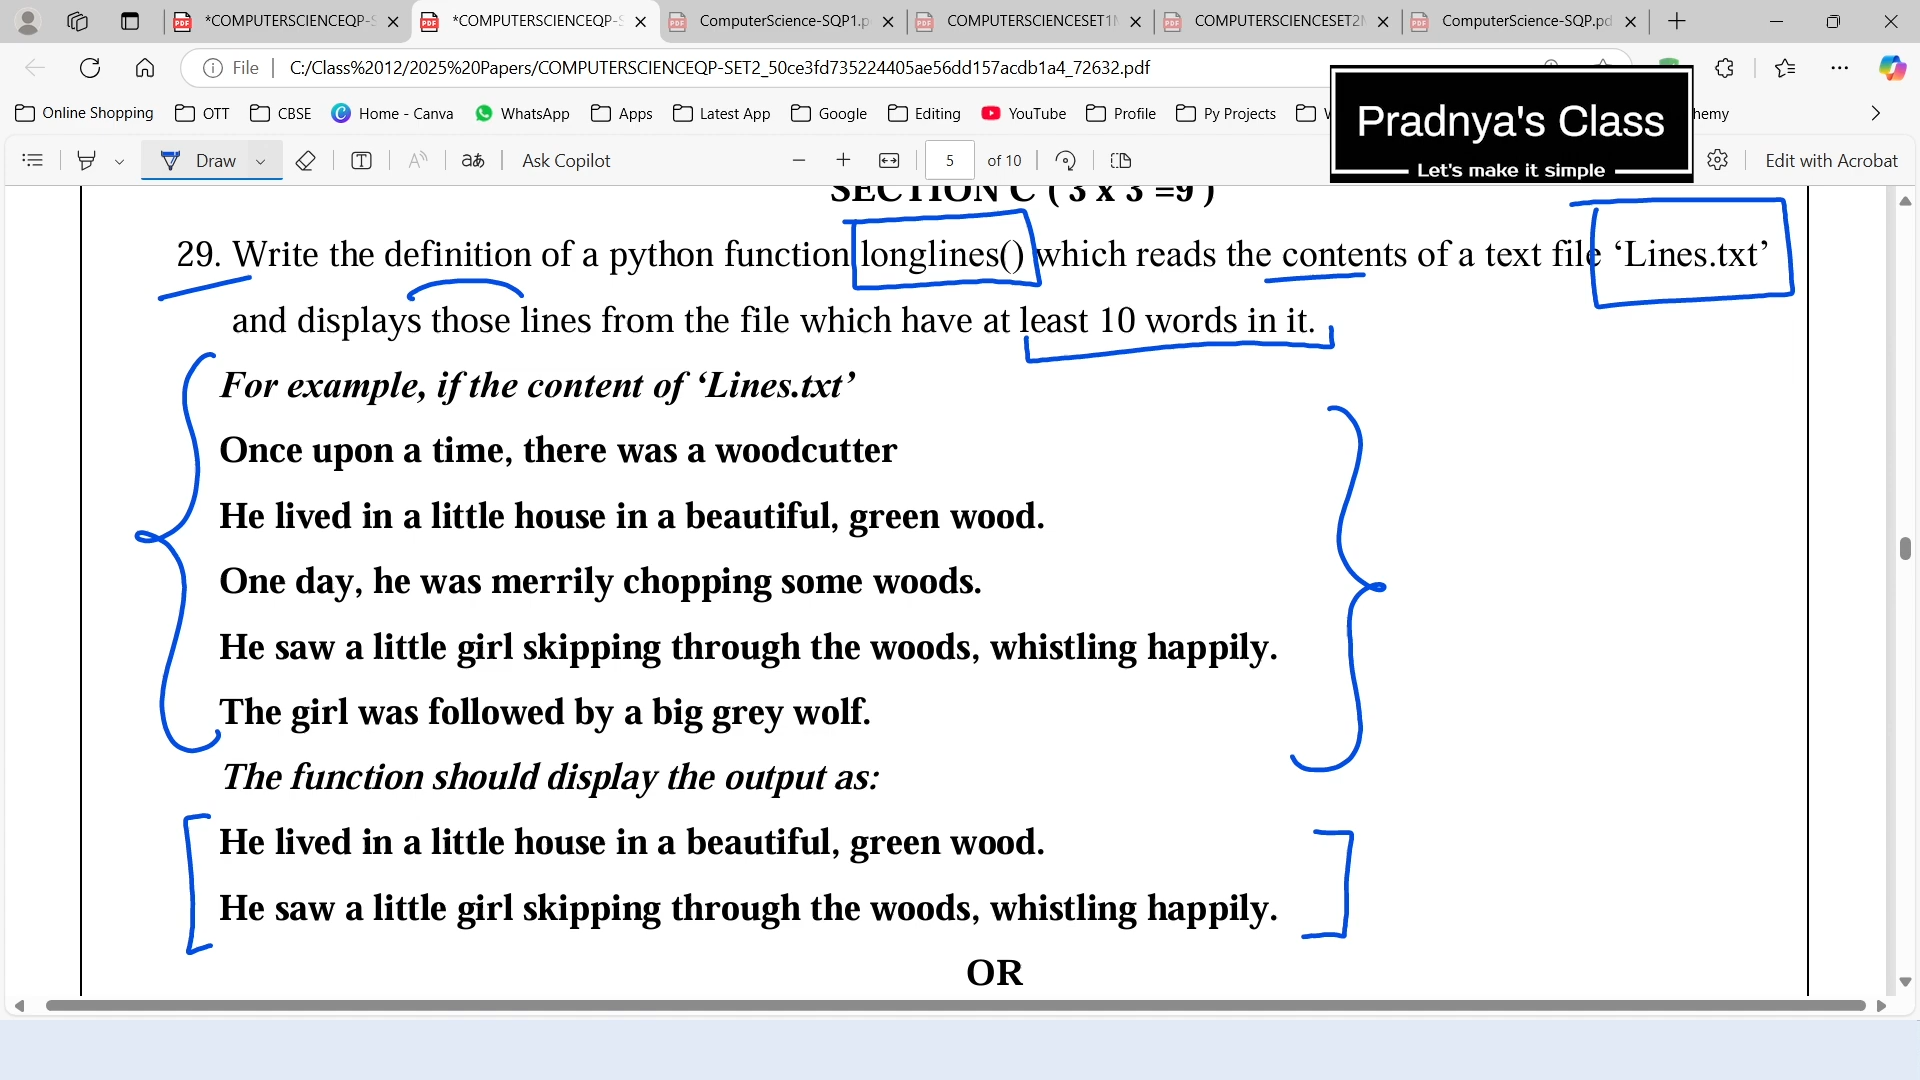 *COMPUTERSCIENCEQP-S
*COMPUTERSCIENCEQP-S
ComputerScience-SQP1.p
COMPUTERSCIENCESET1M
COMPUTERSCIENCESET2M
ComputerScience-SQP.pd
File
C:/Class%2012/2025%20Papers/COMPUTERSCIENCEQP-SET2_50ce3fd735224405ae56dd157acdb1a4_72632.pdf
Online Shopping
OTT
CBSE
Home - Canva
WhatsApp
Apps
Latest App
Google
Editing
YouTube
Profile
Py Projects
hemy
Pradnya's Class
Let's make it simple
Draw
Ask Copilot
5 of 10
Edit with Acrobat
SECTION C ( 3 x 3 =9 )
29. Write the definition of a python function longlines() which reads the contents of a text file ‘Lines.txt’
and displays those lines from the file which have at least 10 words in it.
For example, if the content of ‘Lines.txt’
Once upon a time, there was a woodcutter
He lived in a little house in a beautiful, green wood.
One day, he was merrily chopping some woods.
He saw a little girl skipping through the woods, whistling happily.
The girl was followed by a big grey wolf.
The function should display the output as:
He lived in a little house in a beautiful, green wood.
He saw a little girl skipping through the woods, whistling happily.
OR